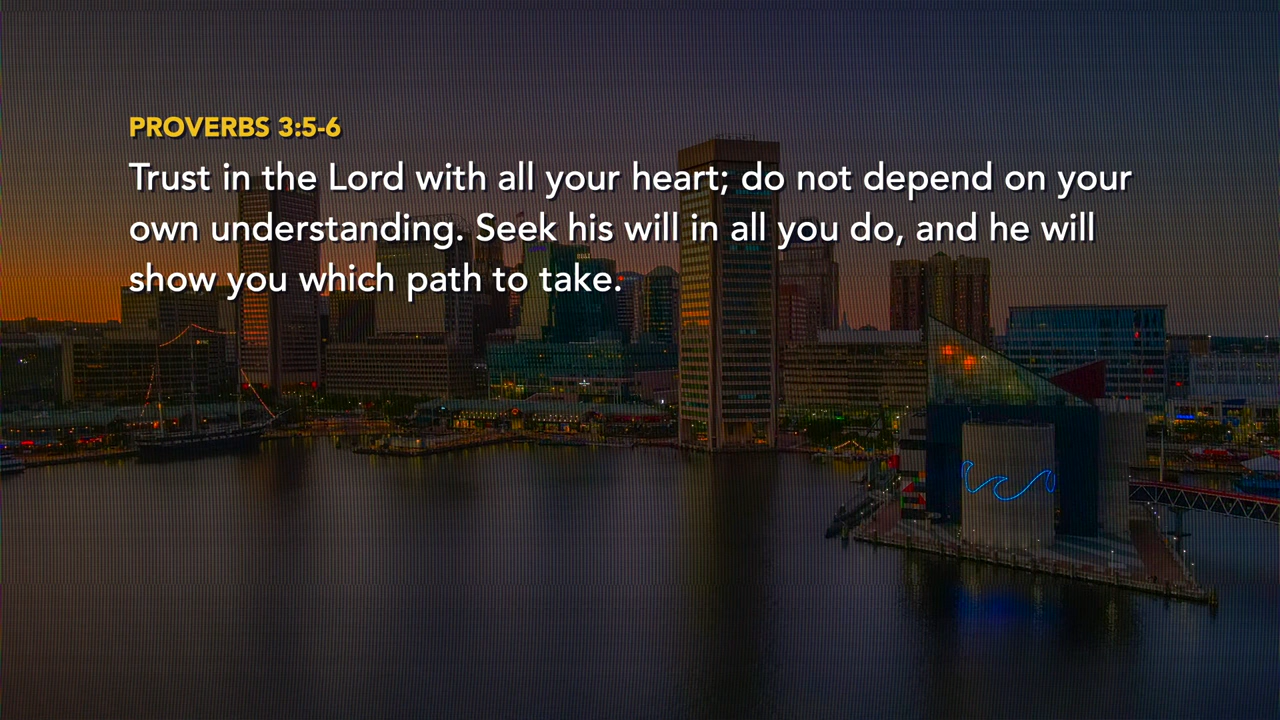 PROVERBS 3:5-6
Trust in the Lord with all your heart; do not depend on your
own understanding. Seek his will in all you do, and he will
show you which path to take.